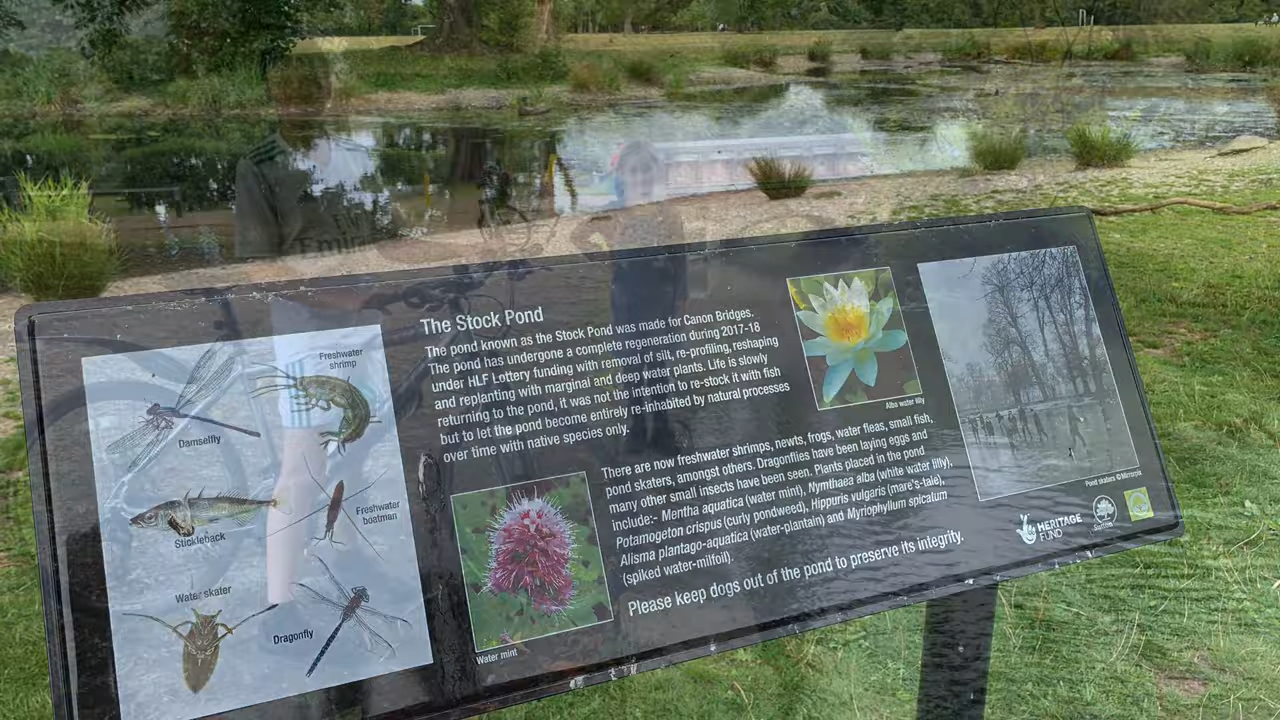 The Stock Pond
The pond known as the Stock Pond was made for Canon Bridges.
The pond has undergone a complete regeneration during 2017-18
under HLF Lottery funding with removal of silt, re-profiling, reshaping
and replanting with marginal and deep water plants. Life is slowly
returning to the pond, it was not the intention to re-stock it with fish
but to let the pond become entirely re-inhabited by natural processes
over time with native species only.
There are now freshwater shrimps, newts, frogs, water fleas, small fish,
pond skaters, amongst others. Dragonflies have been laying eggs and
many other small insects have been seen. Plants placed in the pond
include:- Mentha aquatica (water mint), Nymthaea alba (white water lilly),
Potamogeton crispus (curly pondweed), Hippuris vulgaris (mare's-tale),
Alisma plantago-aquatica (water-plantain) and Myriophylium spicatum
(spiked water-milfoil).
Please keep dogs out of the pond to preserve its integrity.
Damselfly
Freshwater
shrimp
Stickleback
Freshwater
boatman
Water skater
Dragonfly
Water mint
Alba water lilly
Pond skaters ©Micropix
HERITAGE
FUND
Sutton